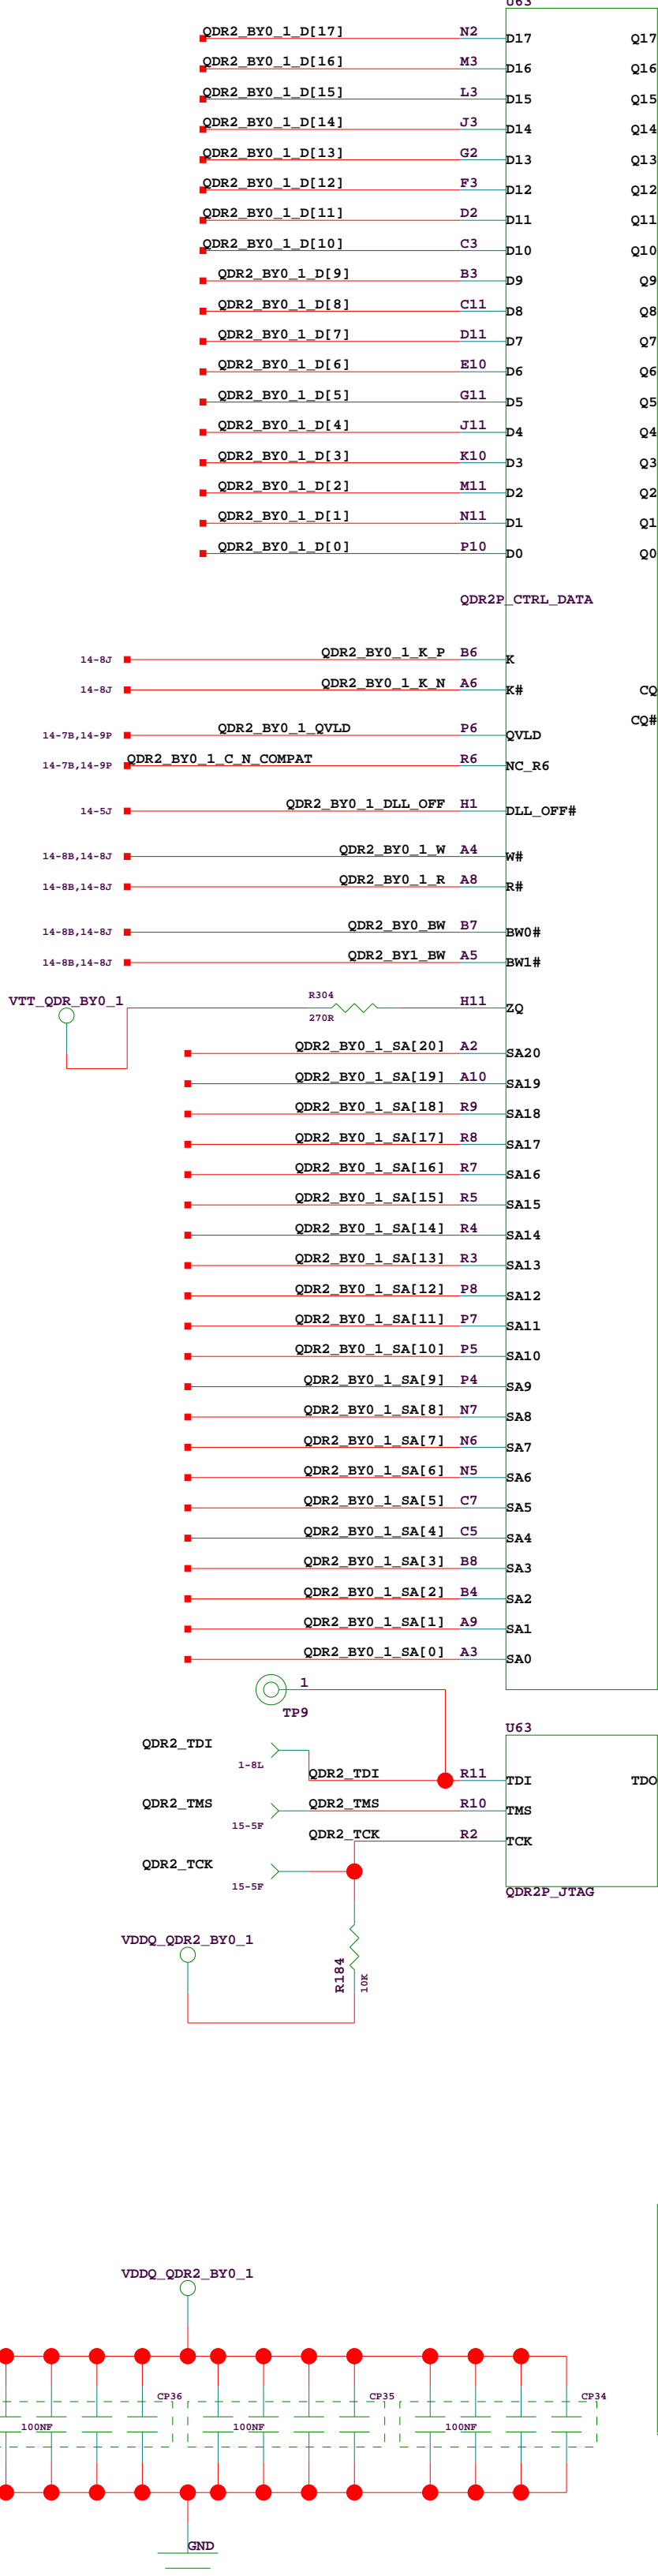 U63
QDR2_BY0_1_D[17] N2 D17 Q17
QDR2_BY0_1_D[16] M3 D16 Q16
QDR2_BY0_1_D[15] L3 D15 Q15
QDR2_BY0_1_D[14] J3 D14 Q14
QDR2_BY0_1_D[13] G2 D13 Q13
QDR2_BY0_1_D[12] F3 D12 Q12
QDR2_BY0_1_D[11] D2 D11 Q11
QDR2_BY0_1_D[10] C3 D10 Q10
QDR2_BY0_1_D[9] B3 D9 Q9
QDR2_BY0_1_D[8] C11 D8 Q8
QDR2_BY0_1_D[7] D11 D7 Q7
QDR2_BY0_1_D[6] E10 D6 Q6
QDR2_BY0_1_D[5] G11 D5 Q5
QDR2_BY0_1_D[4] J11 D4 Q4
QDR2_BY0_1_D[3] K10 D3 Q3
QDR2_BY0_1_D[2] M11 D2 Q2
QDR2_BY0_1_D[1] N11 D1 Q1
QDR2_BY0_1_D[0] P10 D0 Q0
QDR2P_CTRL_DATA
14-8J QDR2_BY0_1_K_P B6 K
14-8J QDR2_BY0_1_K_N A6 K# CQ
CQ#
14-7B,14-9P QDR2_BY0_1_QVLD P6 QVLD
14-7B,14-9P QDR2_BY0_1_C_N_COMPAT R6 NC_R6
14-5J QDR2_BY0_1_DLL_OFF H1 DLL_OFF#
14-8B,14-8J QDR2_BY0_1_W A4 W#
14-8B,14-8J QDR2_BY0_1_R A8 R#
14-8B,14-8J QDR2_BY0_BW B7 BW0#
14-8B,14-8J QDR2_BY1_BW A5 BW1#
VTT_QDR_BY0_1 R304 270R H11 ZQ
QDR2_BY0_1_SA[20] A2 SA20
QDR2_BY0_1_SA[19] A10 SA19
QDR2_BY0_1_SA[18] R9 SA18
QDR2_BY0_1_SA[17] R8 SA17
QDR2_BY0_1_SA[16] R7 SA16
QDR2_BY0_1_SA[15] R5 SA15
QDR2_BY0_1_SA[14] R4 SA14
QDR2_BY0_1_SA[13] R3 SA13
QDR2_BY0_1_SA[12] P8 SA12
QDR2_BY0_1_SA[11] P7 SA11
QDR2_BY0_1_SA[10] P5 SA10
QDR2_BY0_1_SA[9] P4 SA9
QDR2_BY0_1_SA[8] N7 SA8
QDR2_BY0_1_SA[7] N6 SA7
QDR2_BY0_1_SA[6] N5 SA6
QDR2_BY0_1_SA[5] C7 SA5
QDR2_BY0_1_SA[4] C5 SA4
QDR2_BY0_1_SA[3] B8 SA3
QDR2_BY0_1_SA[2] B4 SA2
QDR2_BY0_1_SA[1] A9 SA1
QDR2_BY0_1_SA[0] A3 SA0
1
TP9
U63
QDR2_TDI
1-8L
QDR2_TDI R11 TDI TDO
QDR2_TMS QDR2_TMS R10 TMS
15-5F
QDR2_TCK R2 TCK
QDR2_TCK
15-5F
QDR2P_JTAG
VDDQ_QDR2_BY0_1
R184 10K
VDDQ_QDR2_BY0_1
CP36 CP35 CP34
100NF 100NF 100NF
GND